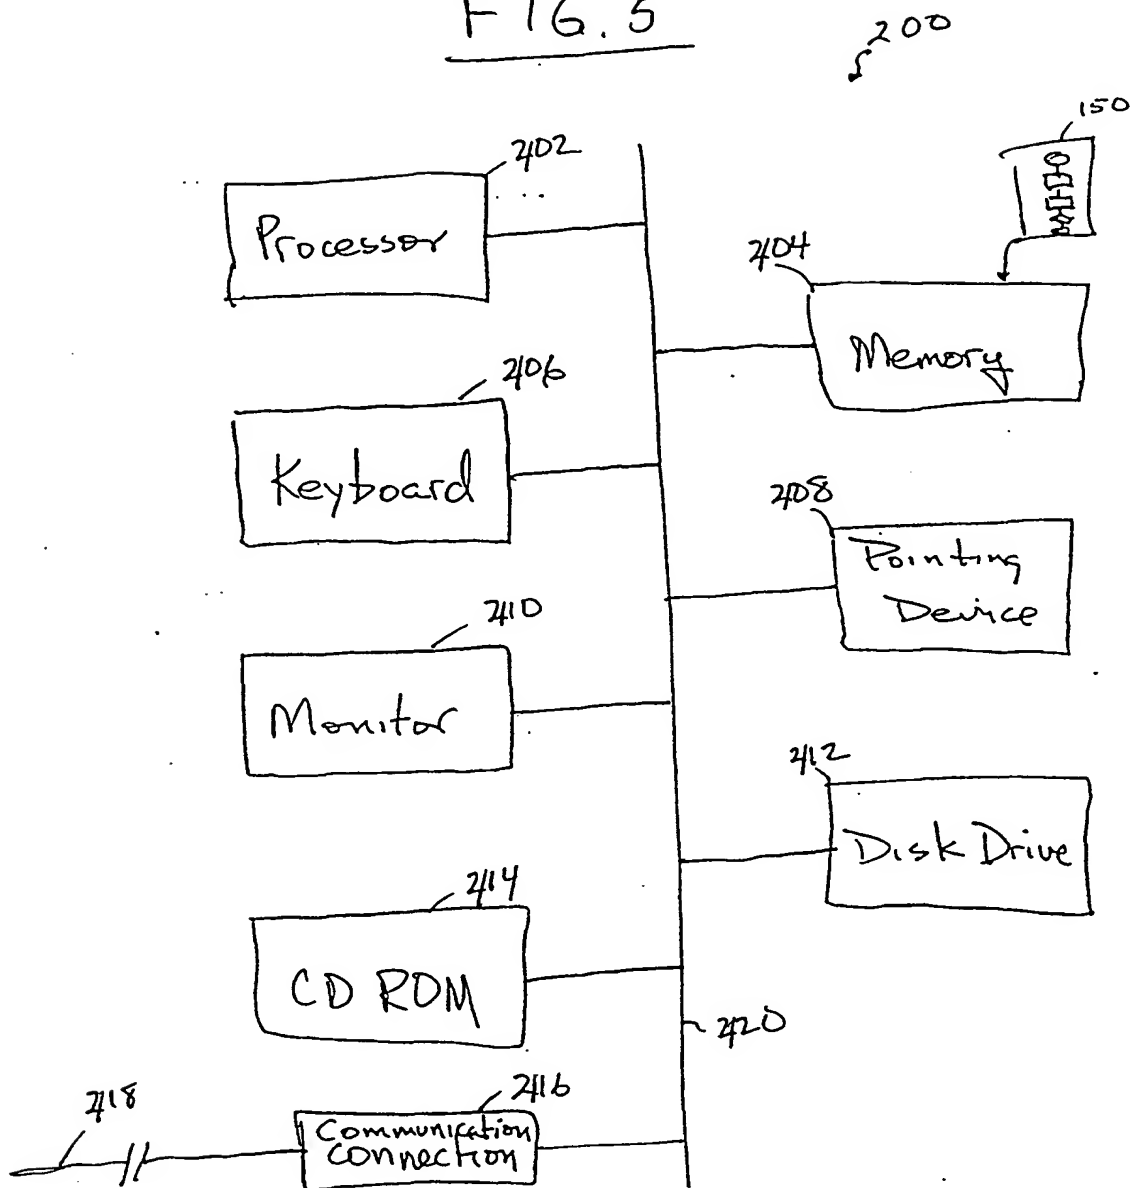 FIG. 5
200
150
402
Processor
404
Memory
406
Keyboard
408
Pointing
Device
410
Monitor
412
Disk Drive
414
CD ROM
420
418
416
Communication
connection